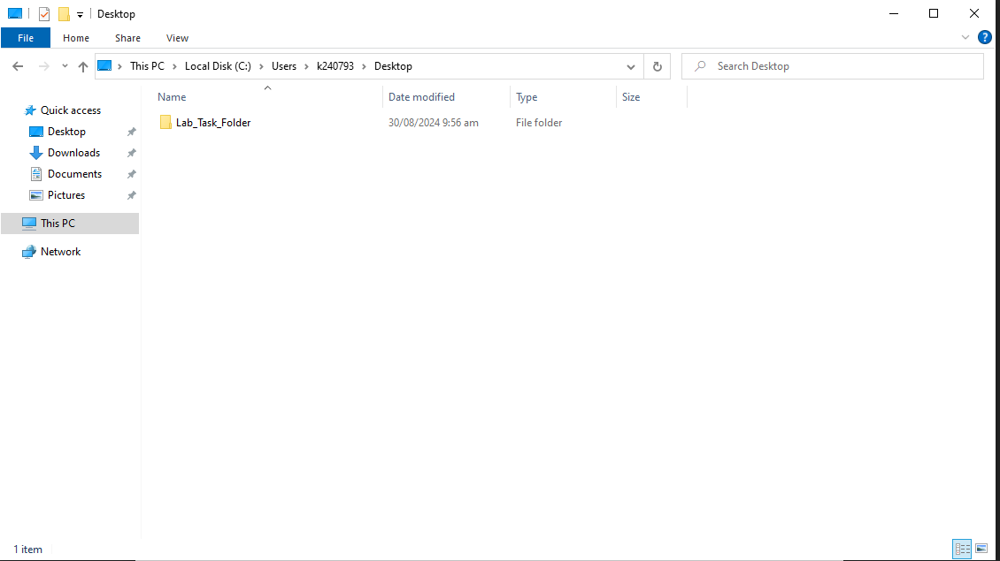 Desktop
File Home Share View
?
This PC Local Disk (C:) Users k240793 Desktop Search Desktop
Name Date modified Type Size
Lab_Task_Folder 30/08/2024 9:56 am File folder
Quick access
Desktop
Downloads
Documents
Pictures
This PC
Network
1 item